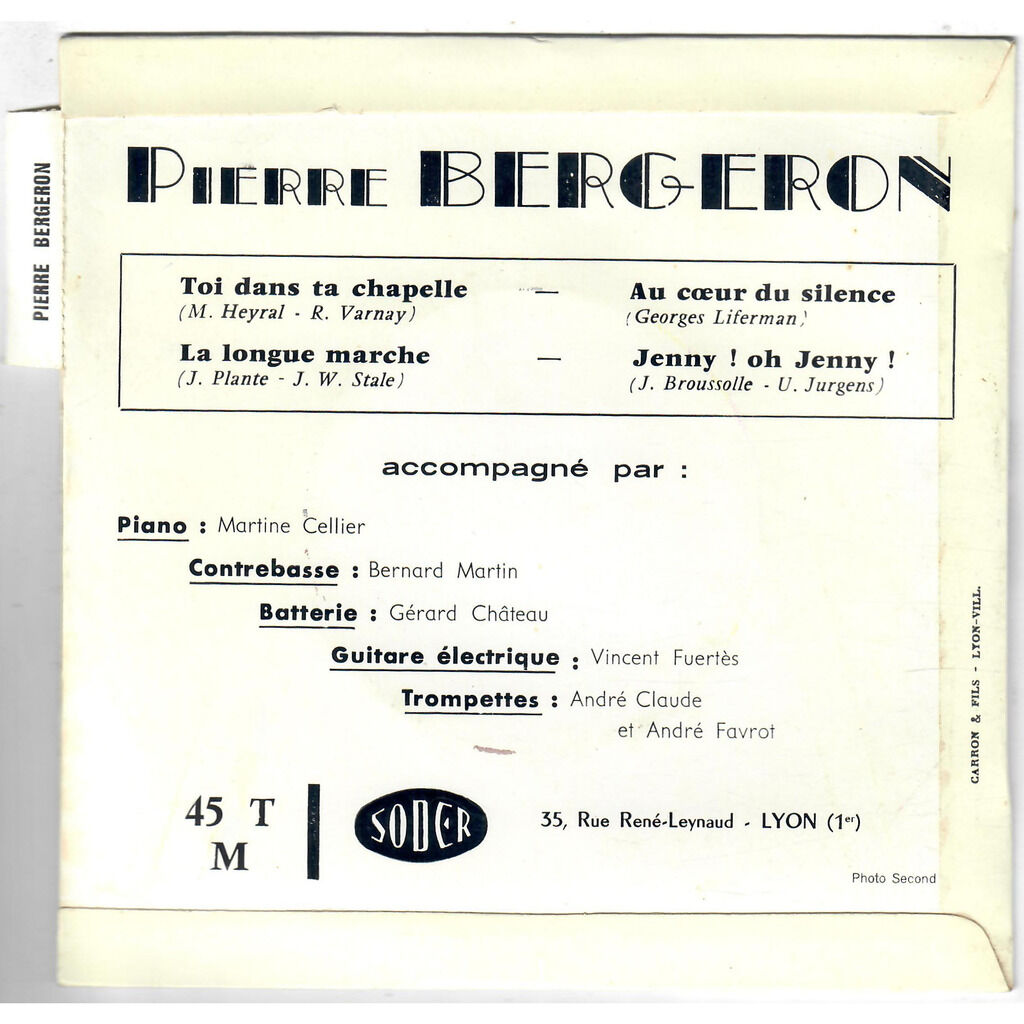 PIERRE BERGERON
PIERRE BERGERON
Toi dans ta chapelle — Au cœur du silence
(M. Heyral - R. Varnay) (Georges Liferman)
La longue marche — Jenny ! oh Jenny !
(J. Plante - J. W. Stale) (J. Broussolle - U. Jurgens)
accompagné par :
Piano : Martine Cellier
Contrebasse : Bernard Martin
Batterie : Gérard Château
Guitare électrique : Vincent Fuertès
Trompettes : André Claude
et André Favrot
45 T
M
SODER
35, Rue René-Leynaud - LYON (1er)
Photo Second
CARRON & FILS - LYON-VILL.